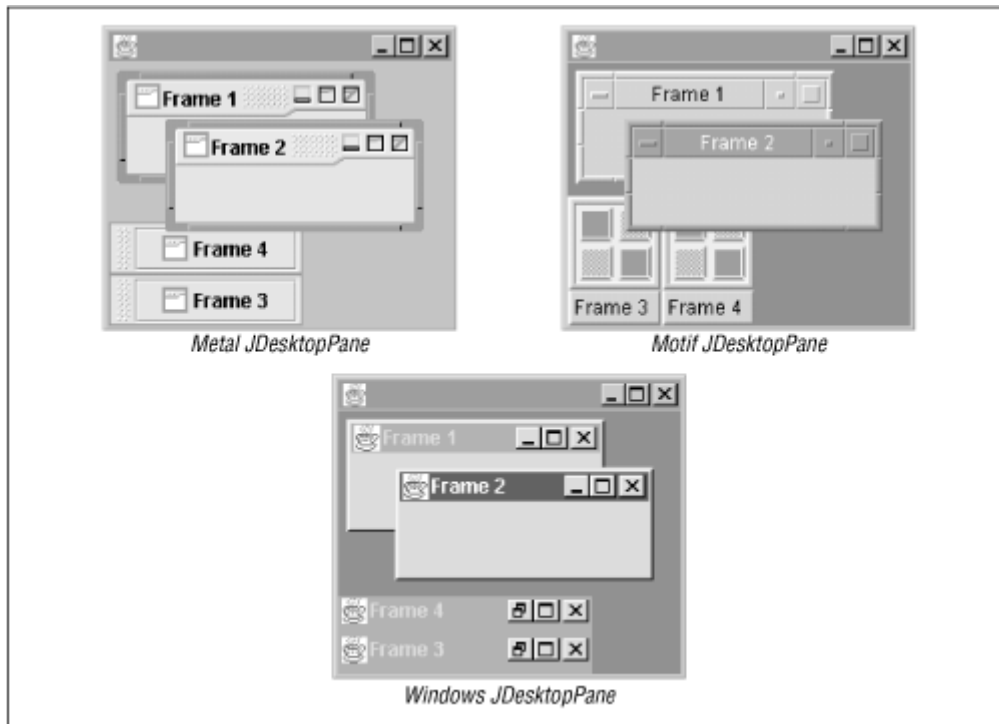 Frame 1
Frame 2
Frame 4
Frame 3
Metal JDesktopPane
Frame 1
Frame 2
Frame 3 Frame 4
Motif JDesktopPane
Frame 1
Frame 2
Frame 4
Frame 3
Windows JDesktopPane